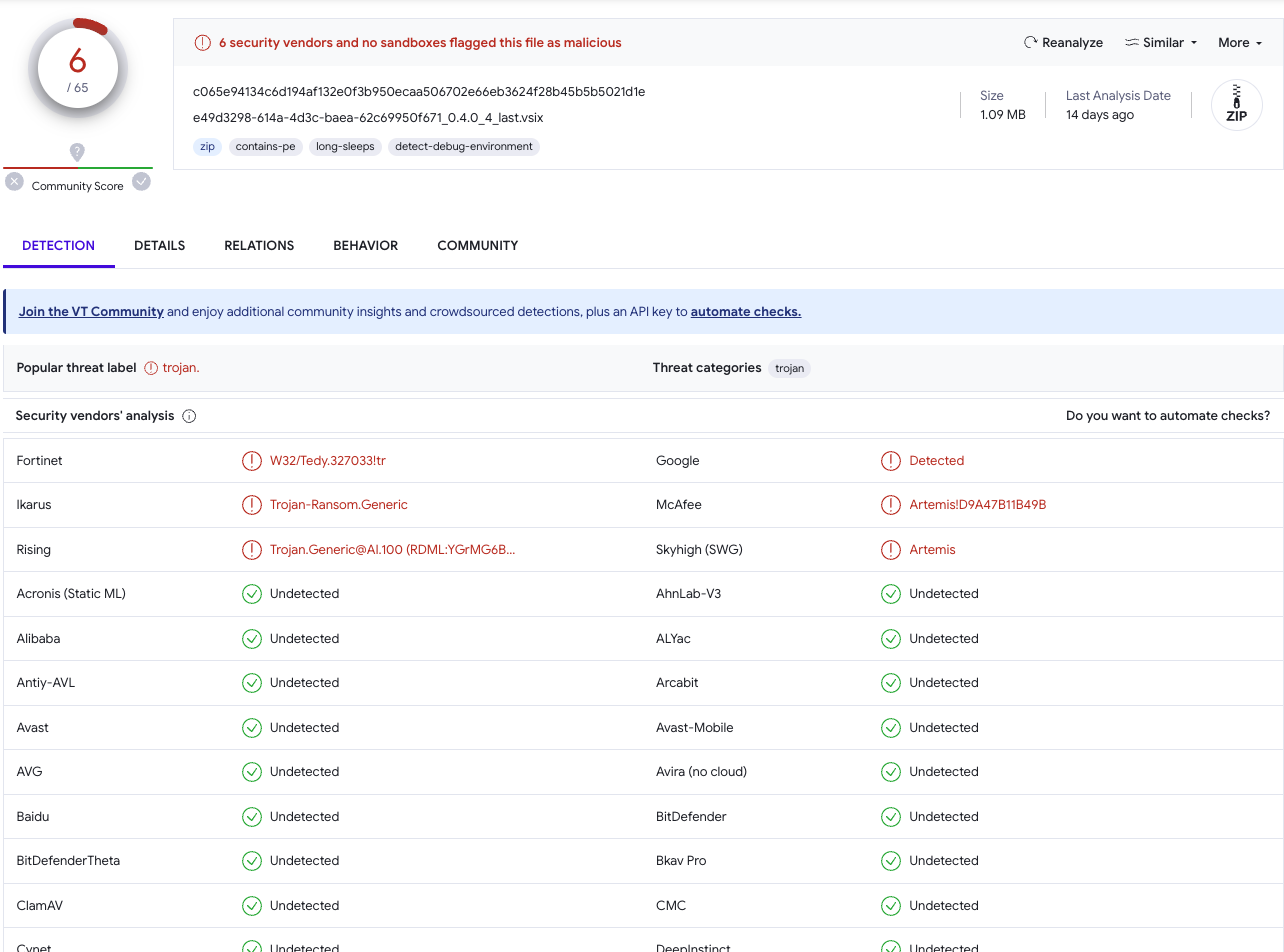 6
/ 65
Community Score
6 security vendors and no sandboxes flagged this file as malicious
Reanalyze Similar More
c065e94134c6d194af132e0f3b950ecaa506702e66eb3624f28b45b5b5021d1e
e49d3298-614a-4d3c-baea-62c69950f671_0.4.0_4_last.vsix
zip contains-pe long-sleeps detect-debug-environment
Size
1.09 MB
Last Analysis Date
14 days ago
ZIP
DETECTION DETAILS RELATIONS BEHAVIOR COMMUNITY
Join the VT Community and enjoy additional community insights and crowdsourced detections, plus an API key to automate checks.
Popular threat label trojan. Threat categories trojan
Security vendors' analysis Do you want to automate checks?
Fortinet W32/Tedy.327033!tr Google Detected
Ikarus Trojan-Ransom.Generic McAfee Artemis!D9A47B11B49B
Rising Trojan.Generic@AI.100 (RDML:YGrMG6B... Skyhigh (SWG) Artemis
Acronis (Static ML) Undetected AhnLab-V3 Undetected
Alibaba Undetected ALYac Undetected
Antiy-AVL Undetected Arcabit Undetected
Avast Undetected Avast-Mobile Undetected
AVG Undetected Avira (no cloud) Undetected
Baidu Undetected BitDefender Undetected
BitDefenderTheta Undetected Bkav Pro Undetected
ClamAV Undetected CMC Undetected
Cynet Undetected DeepInstinct Undetected